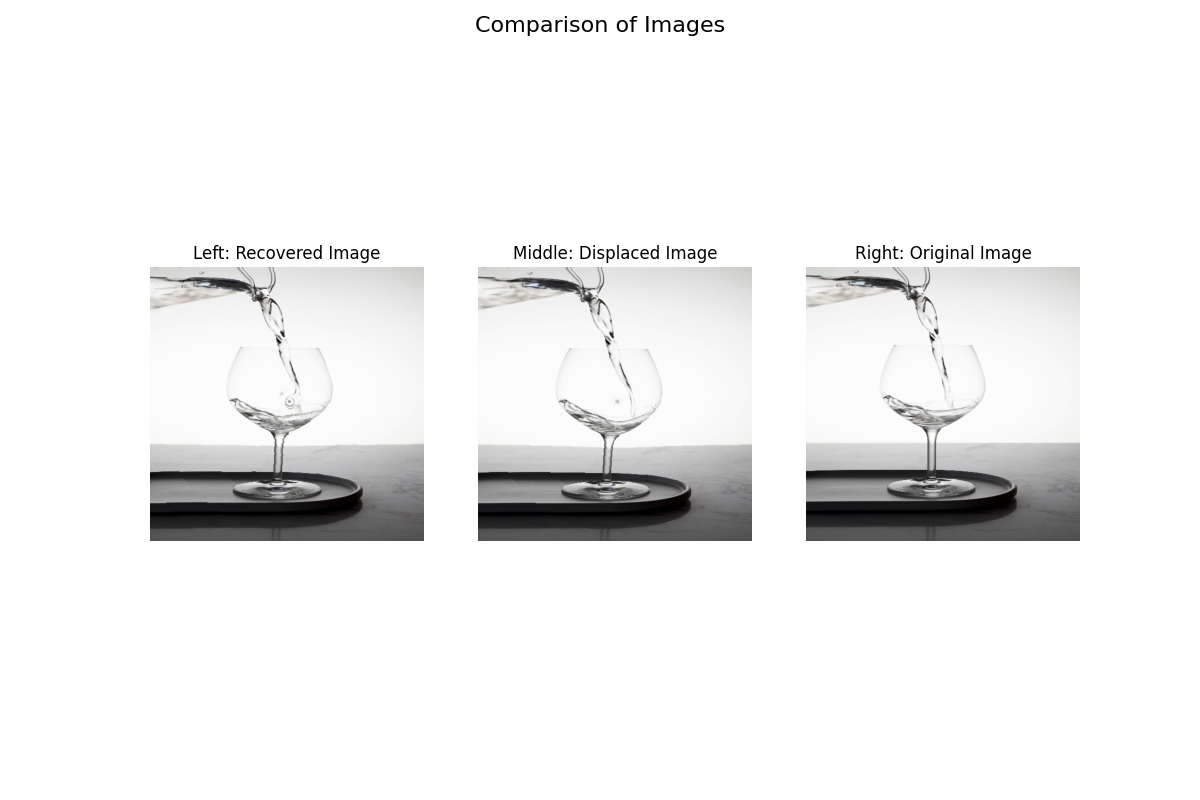 Comparison of Images
Left: Recovered Image
Middle: Displaced Image
Right: Original Image